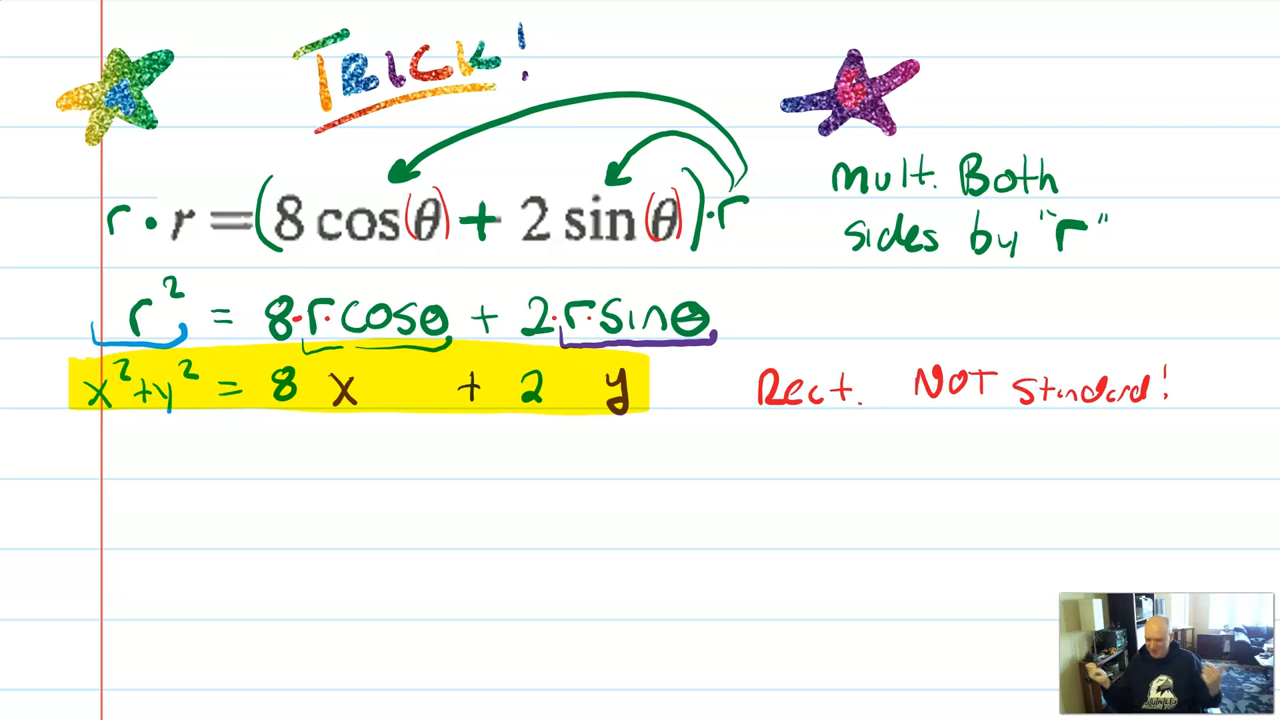 TRICK!
r • r = (8 cos(θ) + 2 sin(θ)) • r
mult. Both
sides by "r"
r² = 8·r·cosθ + 2·r·sinθ
x² + y² = 8 x + 2 y
Rect. NOT Standard!